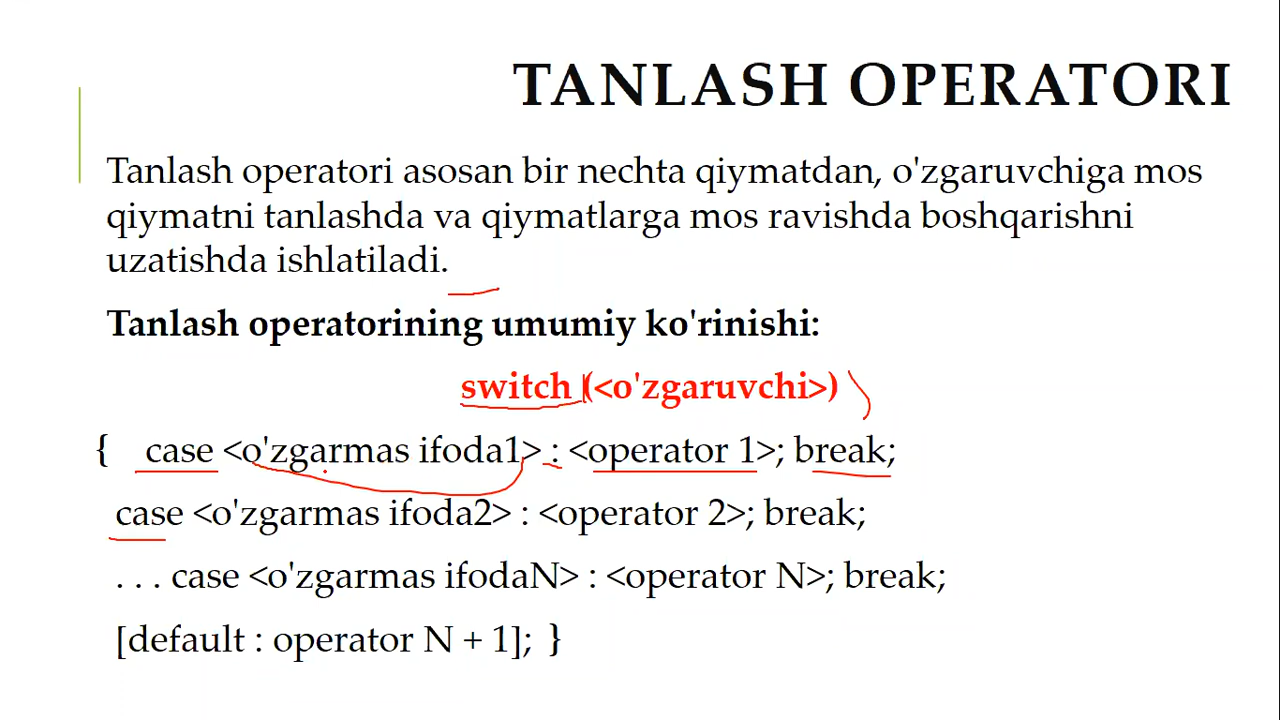 TANLASH OPERATORI
Tanlash operatori asosan bir nechta qiymatdan, o'zgaruvchiga mos
qiymatni tanlashda va qiymatlarga mos ravishda boshqarishni
uzatishda ishlatiladi.
Tanlash operatorining umumiy ko'rinishi:
switch (<o'zgaruvchi>)
{ case <o'zgarmas ifoda1> : <operator 1>; break;
case <o'zgarmas ifoda2> : <operator 2>; break;
. . . case <o'zgarmas ifodaN> : <operator N>; break;
[default : operator N + 1]; }